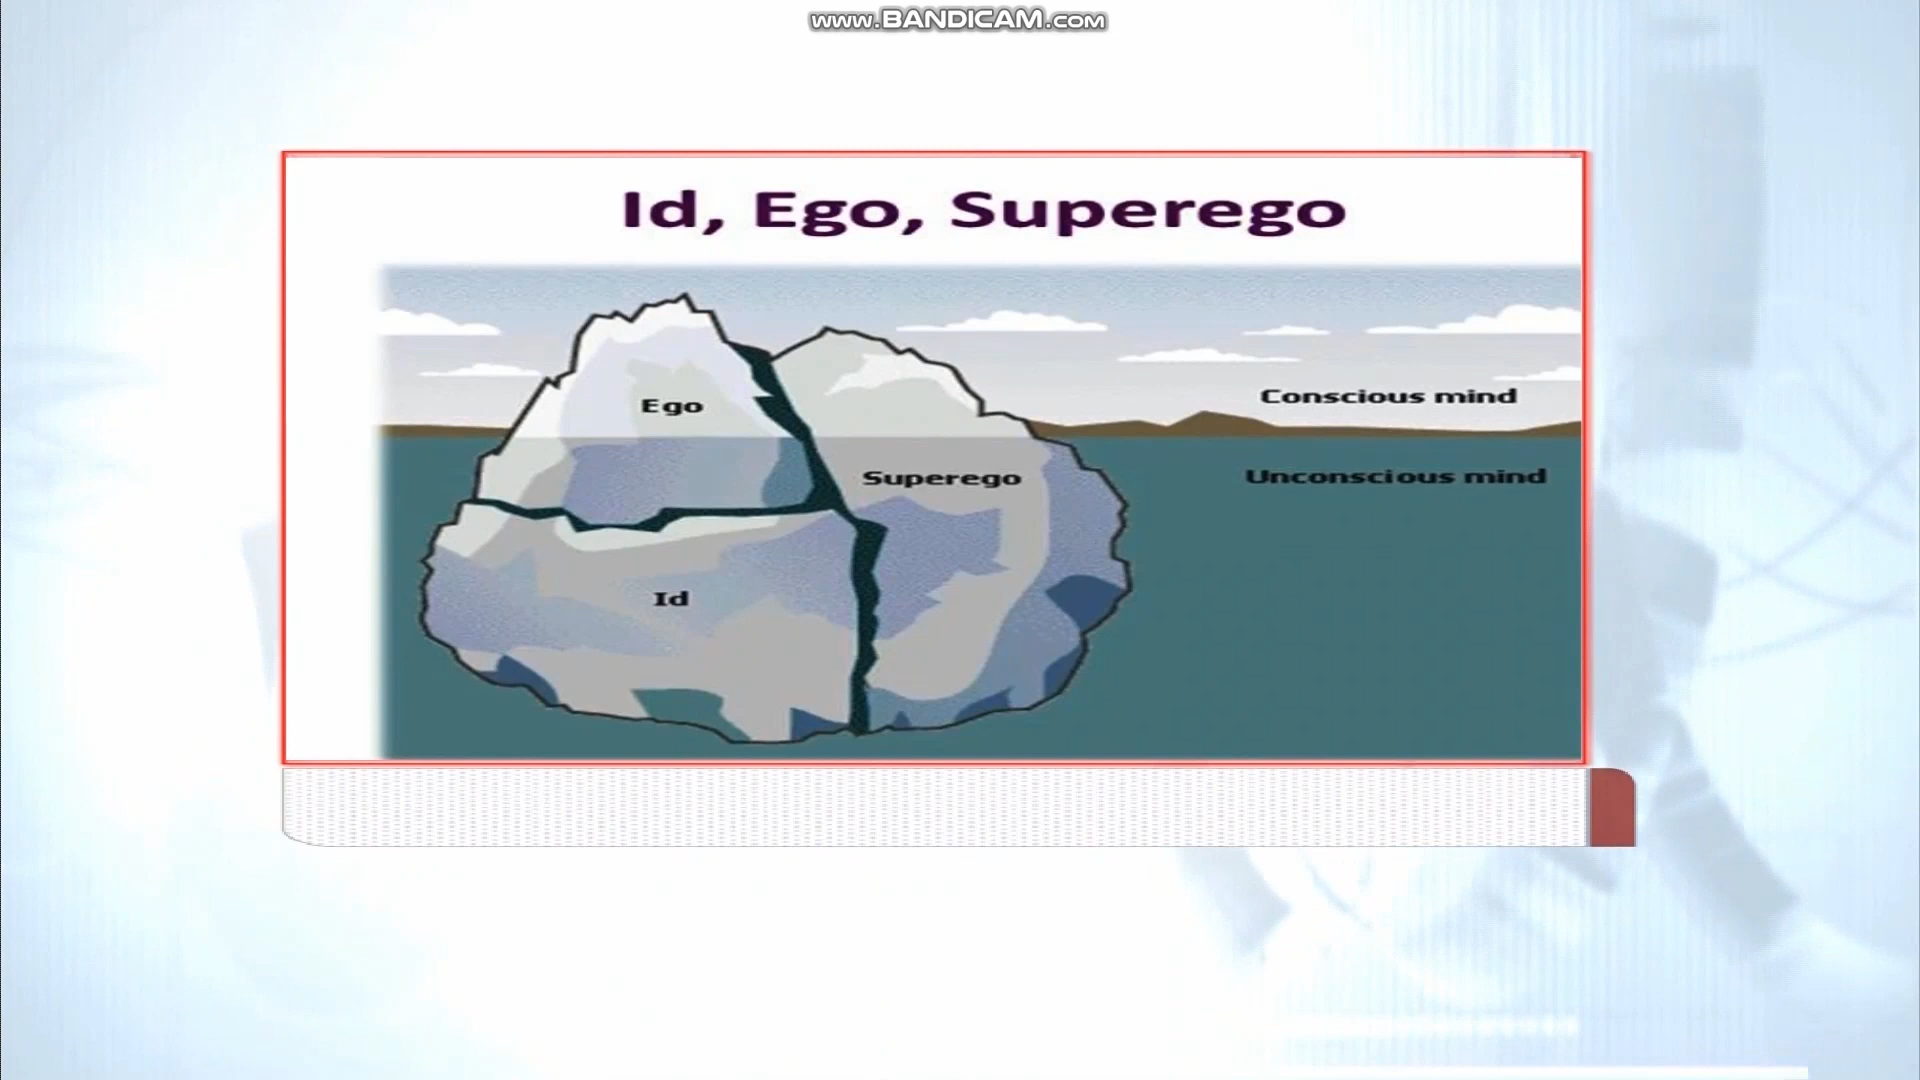 www.BANDICAM.com
Id, Ego, Superego
Ego
Conscious mind
Superego
Unconscious mind
Id